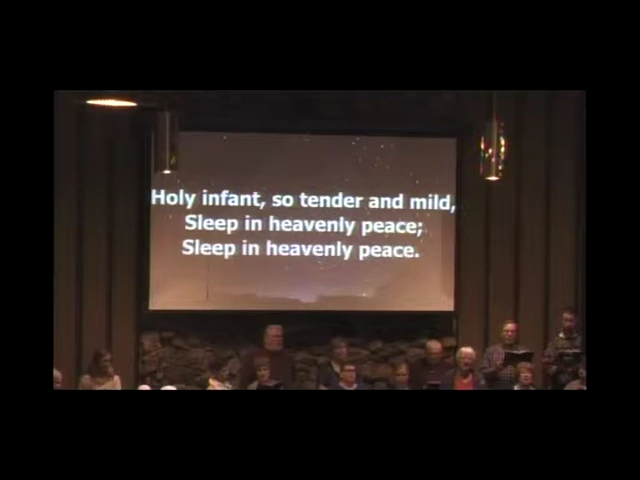 Holy infant, so tender and mild,
Sleep in heavenly peace;
Sleep in heavenly peace.